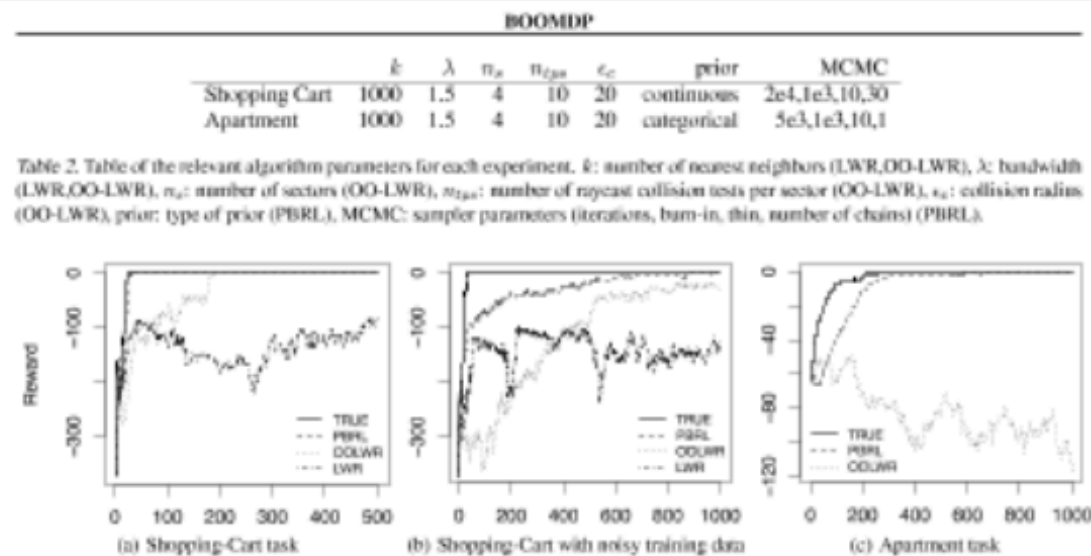 BOOMDP
k λ n_s n_lps ϵ_c prior MCMC
Shopping Cart 1000 1.5 4 10 20 continuous 2e4,1e3,10,30
Apartment 1000 1.5 4 10 20 categorical 5e3,1e3,10,1
Table 2. Table of the relevant algorithm parameters for each experiment. k: number of nearest neighbors (LWR,OO-LWR), λ: bandwidth
(LWR,OO-LWR), n_s: number of sectors (OO-LWR), n_lps: number of raycast collision tests per sector (OO-LWR), ϵ_c: collision radius
(OO-LWR), prior: type of prior (PBRL), MCMC: sampler parameters (iterations, burn-in, thin, number of chains) (PBRL).
Reward
0
-100
-300
TRUE
PBRL
OOLWR
LWR
0 100 200 300 400 500
(a) Shopping-Cart task
0
-100
-300
TRUE
PBRL
OOLWR
LWR
0 200 400 600 800 1000
(b) Shopping-Cart with noisy training data
0
-40
-80
-120
TRUE
PBRL
OOLWR
0 200 400 600 800 1000
(c) Apartment task